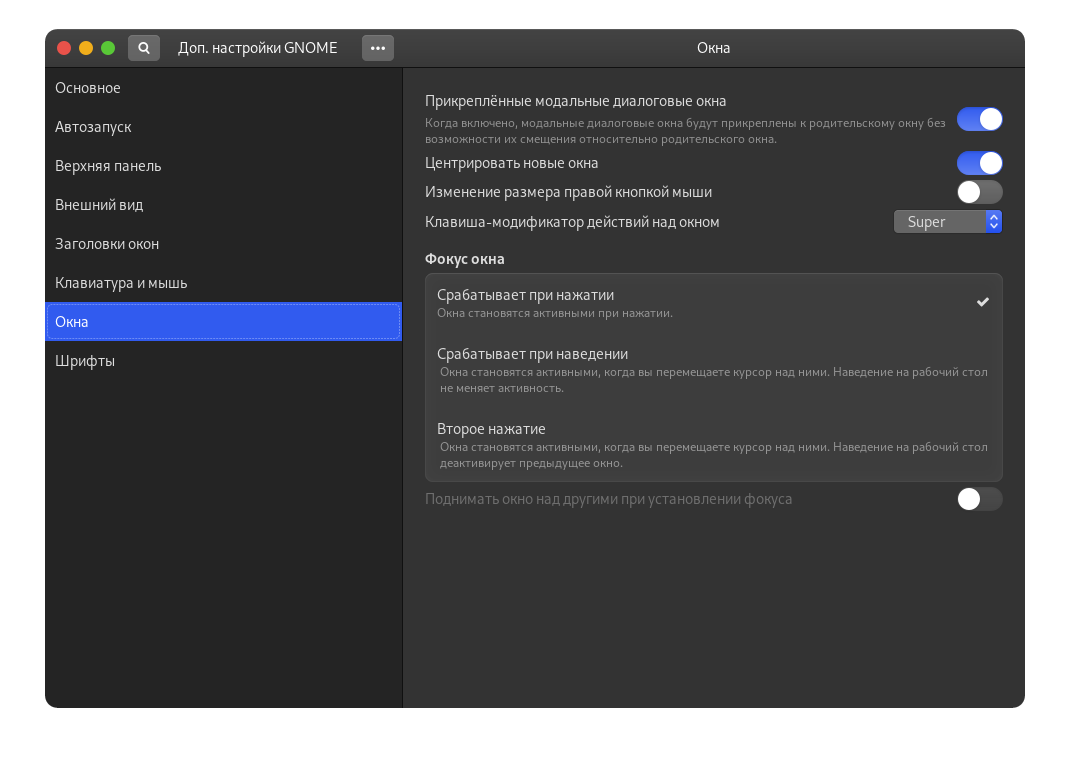 Доп. настройки GNOME
Окна
Основное
Автозапуск
Верхняя панель
Внешний вид
Заголовки окон
Клавиатура и мышь
Окна
Шрифты
Прикреплённые модальные диалоговые окна
Когда включено, модальные диалоговые окна будут прикреплены к родительскому окну без
возможности их смещения относительно родительского окна.
Центрировать новые окна
Изменение размера правой кнопкой мыши
Клавиша-модификатор действий над окном
Super
Фокус окна
Срабатывает при нажатии
Окна становятся активными при нажатии.
Срабатывает при наведении
Окна становятся активными, когда вы перемещаете курсор над ними. Наведение на рабочий стол
не меняет активность.
Второе нажатие
Окна становятся активными, когда вы перемещаете курсор над ними. Наведение на рабочий стол
деактивирует предыдущее окно.
Поднимать окно над другими при установлении фокуса